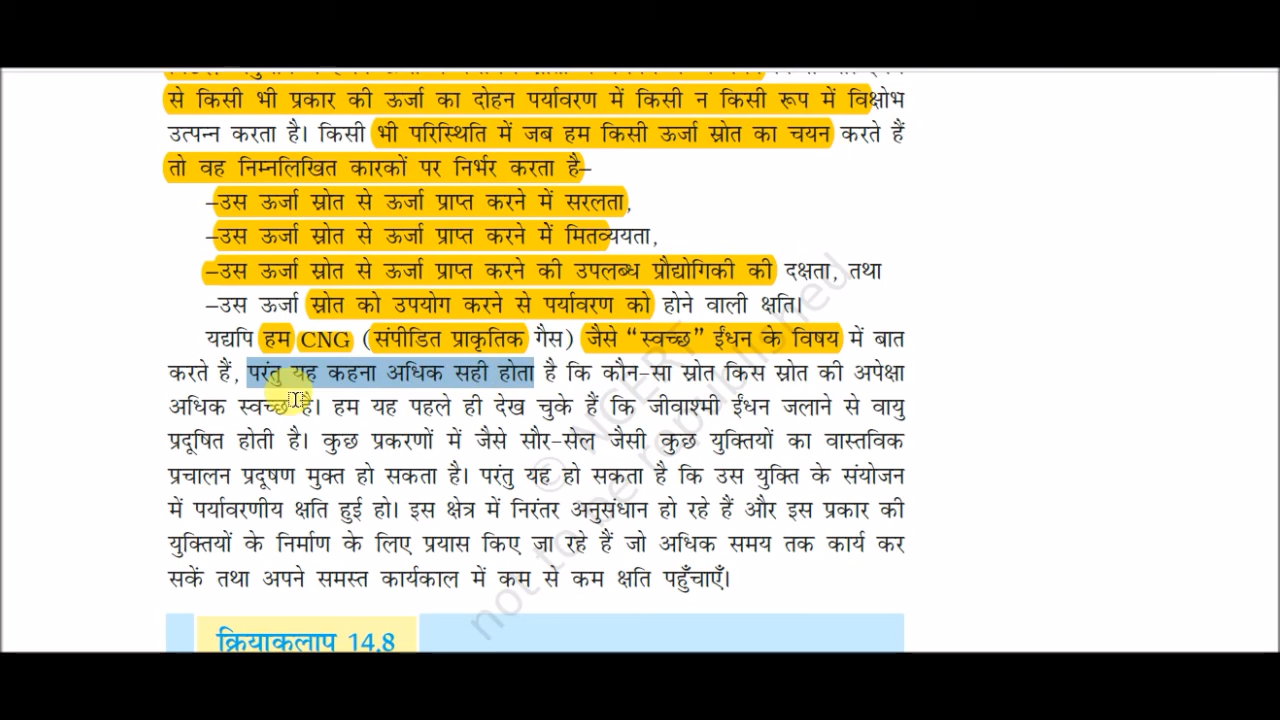 से किसी भी प्रकार की ऊर्जा का दोहन पर्यावरण में किसी न किसी रूप में विक्षोभ
उत्पन्न करता है। किसी भी परिस्थिति में जब हम किसी ऊर्जा स्रोत का चयन करते हैं
तो वह निम्नलिखित कारकों पर निर्भर करता है–
–उस ऊर्जा स्रोत से ऊर्जा प्राप्त करने में सरलता,
–उस ऊर्जा स्रोत से ऊर्जा प्राप्त करने में मितव्ययता,
–उस ऊर्जा स्रोत से ऊर्जा प्राप्त करने की उपलब्ध प्रौद्योगिकी की दक्षता, तथा
–उस ऊर्जा स्रोत को उपयोग करने से पर्यावरण को होने वाली क्षति।
यद्यपि हम CNG (संपीडित प्राकृतिक गैस) जैसे “स्वच्छ” ईंधन के विषय में बात
करते हैं, परंतु यह कहना अधिक सही होता है कि कौन-सा स्रोत किस स्रोत की अपेक्षा
अधिक स्वच्छ है। हम यह पहले ही देख चुके हैं कि जीवाश्मी ईंधन जलाने से वायु
प्रदूषित होती है। कुछ प्रकरणों में जैसे सौर-सेल जैसी कुछ युक्तियों का वास्तविक
प्रचालन प्रदूषण मुक्त हो सकता है। परंतु यह हो सकता है कि उस युक्ति के संयोजन
में पर्यावरणीय क्षति हुई हो। इस क्षेत्र में निरंतर अनुसंधान हो रहे हैं और इस प्रकार की
युक्तियों के निर्माण के लिए प्रयास किए जा रहे हैं जो अधिक समय तक कार्य कर
सकें तथा अपने समस्त कार्यकाल में कम से कम क्षति पहुँचाएँ।
© NCERT
not to be republished
क्रियाकलाप 14.8